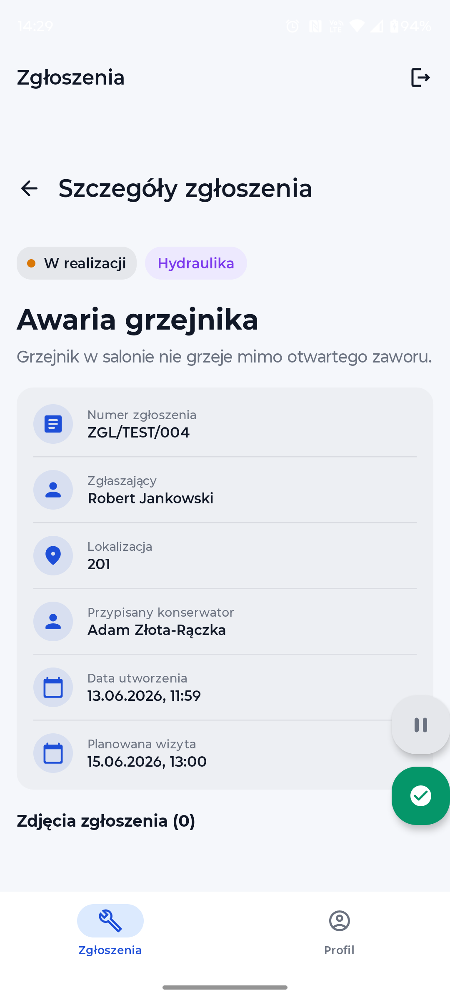 14:29
Vo LTE
94%
Zgłoszenia
Szczegóły zgłoszenia
W realizacji
Hydraulika
Awaria grzejnika
Grzejnik w salonie nie grzeje mimo otwartego zaworu.
Numer zgłoszenia
ZGL/TEST/004
Zgłaszający
Robert Jankowski
Lokalizacja
201
Przypisany konserwator
Adam Złota-Rączka
Data utworzenia
13.06.2026, 11:59
Planowana wizyta
15.06.2026, 13:00
Zdjęcia zgłoszenia (0)
Zgłoszenia
Profil